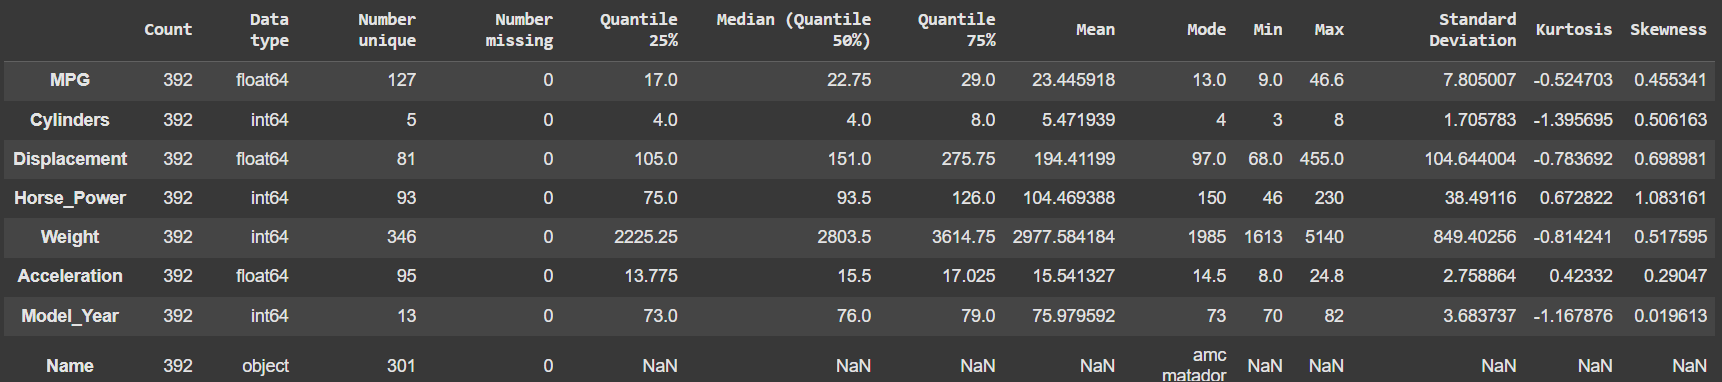 Count Data type Number unique Number missing Quantile 25% Median (Quantile 50%) Quantile 75% Mean Mode Min Max Standard Deviation Kurtosis Skewness
MPG 392 float64 127 0 17.0 22.75 29.0 23.445918 13.0 9.0 46.6 7.805007 -0.524703 0.455341
Cylinders 392 int64 5 0 4.0 4.0 8.0 5.471939 4 3 8 1.705783 -1.395695 0.506163
Displacement 392 float64 81 0 105.0 151.0 275.75 194.41199 97.0 68.0 455.0 104.644004 -0.783692 0.698981
Horse_Power 392 int64 93 0 75.0 93.5 126.0 104.469388 150 46 230 38.49116 0.672822 1.083161
Weight 392 int64 346 0 2225.25 2803.5 3614.75 2977.584184 1985 1613 5140 849.40256 -0.814241 0.517595
Acceleration 392 float64 95 0 13.775 15.5 17.025 15.541327 14.5 8.0 24.8 2.758864 0.42332 0.29047
Model_Year 392 int64 13 0 73.0 76.0 79.0 75.979592 73 70 82 3.683737 -1.167876 0.019613
Name 392 object 301 0 NaN NaN NaN NaN amc matador NaN NaN NaN NaN NaN